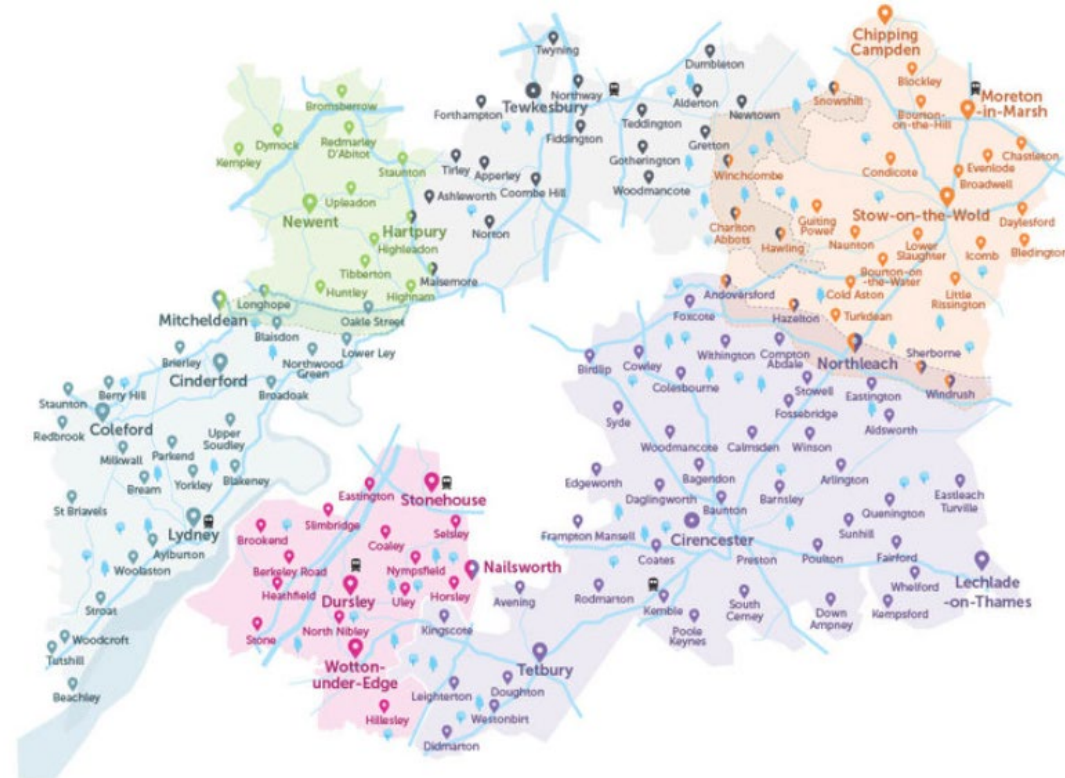 Chipping
Campden
Blockley
Bourton-
on-the-Hill
Moreton
-in-Marsh
Snowshill
Chastleton
Evenlode
Broadwell
Condicote
Stow-on-the-Wold
Daylesford
Bledington
Icomb
Lower
Slaughter
Guiting
Power
Naunton
Bourton-on
-the-Water
Cold Aston
Little
Rissington
Turkdean
Winchcombe
Charlton
Abbots
Hawling
Andoversford
Hazelton
Northleach
Sherborne
Windrush
Twyning
Northway
Tewkesbury
Forthampton
Fiddington
Dumbleton
Alderton
Newtown
Teddington
Gretton
Gotherington
Woodmancote
Tirley
Apperley
Ashleworth
Coombe Hill
Norton
Maisemore
Bromsberrow
Dymock
Redmarley
D'Abitot
Kempley
Staunton
Upleadon
Newent
Hartpury
Highleadon
Tibberton
Huntley
Highnam
Longhope
Oakle Street
Mitcheldean
Blaisdon
Lower Ley
Brierley
Northwood
Green
Cinderford
Broadoak
Staunton
Berry Hill
Redbrook
Coleford
Upper
Soudley
Milkwall
Parkend
Bream
Yorkley
Blakeney
St Briavels
Lydney
Aylburton
Woolaston
Stroat
Woodcroft
Tutshill
Beachley
Eastington
Stonehouse
Slimbridge
Brookend
Coaley
Selsley
Berkeley Road
Nympsfield
Nailsworth
Heathfield
Dursley
Uley
Horsley
Stone
North Nibley
Wotton-
under-Edge
Hillesley
Foxcote
Birdlip
Cowley
Withington
Compton
Abdale
Colesbourne
Stowell
Eastington
Fossebridge
Aldsworth
Syde
Woodmancote
Calmsden
Winson
Edgeworth
Bagendon
Arlington
Daglingworth
Barnsley
Baunton
Eastleach
Turville
Quenington
Frampton Mansell
Cirencester
Sunhill
Coates
Preston
Poulton
Fairford
Whelford
Lechlade
-on-Thames
Avening
Rodmarton
Kemble
South
Cerney
Down
Ampney
Kempsford
Poole
Keynes
Kingscote
Tetbury
Leighterton
Doughton
Westonbirt
Didmarton